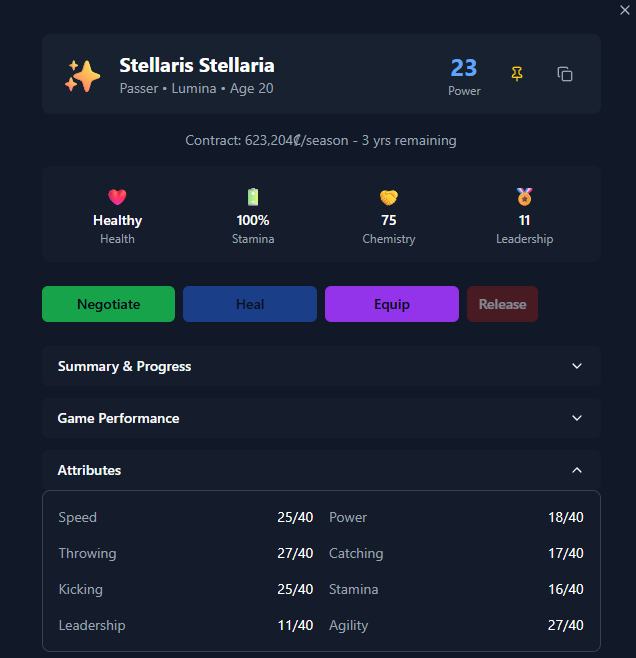 Stellaris Stellaria
Passer • Lumina • Age 20
23
Power
Contract: 623,204₡/season - 3 yrs remaining
Healthy
Health
100%
Stamina
75
Chemistry
11
Leadership
Negotiate Heal Equip Release
Summary & Progress
Game Performance
Attributes
Speed 25/40 Power 18/40
Throwing 27/40 Catching 17/40
Kicking 25/40 Stamina 16/40
Leadership 11/40 Agility 27/40